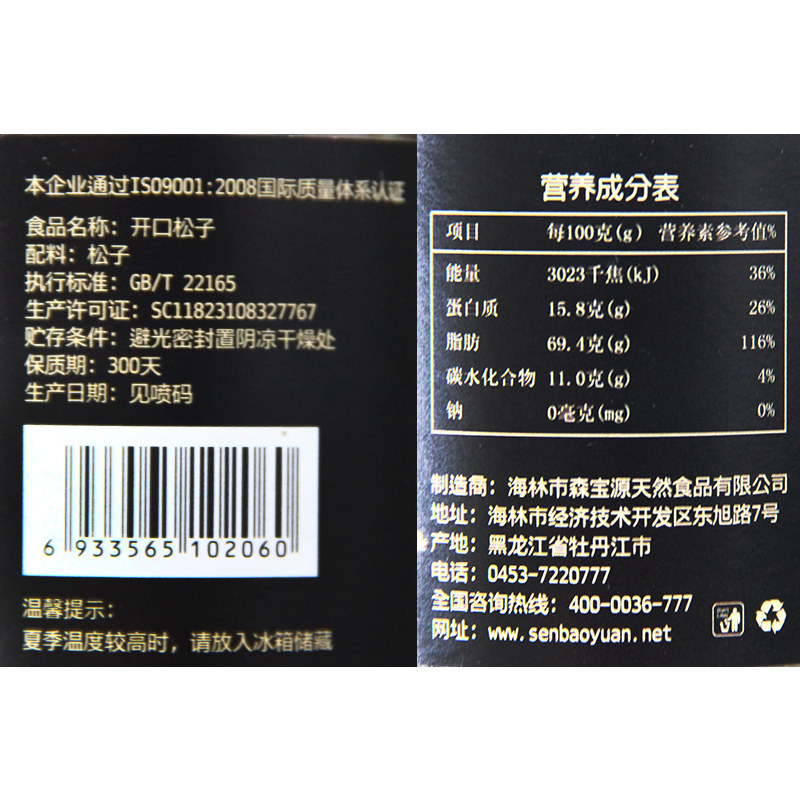 本企业通过ISO9001:2008国际质量体系认证
食品名称：开口松子
配料：松子
执行标准：GB/T 22165
生产许可证：SC11823108327767
贮存条件：避光密封置阴凉干燥处
保质期：300天
生产日期：见喷码
6 933565 102060
温馨提示：
夏季温度较高时，请放入冰箱储藏
营养成分表
项目 每100克(g) 营养素参考值%
能量 3023千焦(kJ) 36%
蛋白质 15.8克(g) 26%
脂肪 69.4克(g) 116%
碳水化合物 11.0克(g) 4%
钠 0毫克(mg) 0%
制造商：海林市森宝源天然食品有限公司
地址：海林市经济技术开发区东旭路7号
产地：黑龙江省牡丹江市
电话：0453-7220777
全国咨询热线：400-0036-777
网址：www.senbaoyuan.net